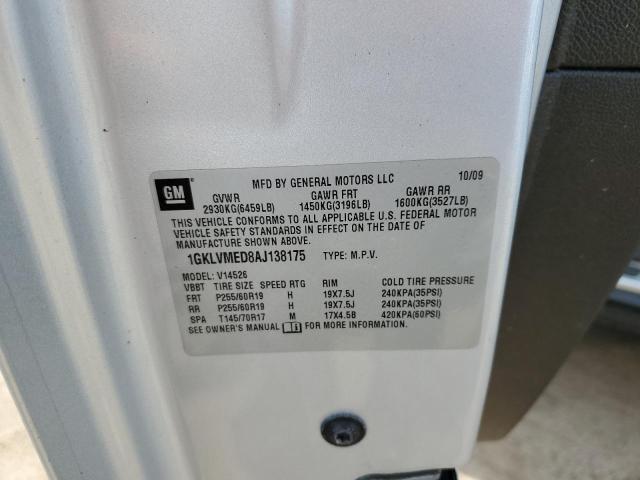 GM
MFD BY GENERAL MOTORS LLC 10/09
GVWR GAWR FRT GAWR RR
2930KG(6459LB) 1450KG(3196LB) 1600KG(3527LB)
THIS VEHICLE CONFORMS TO ALL APPLICABLE U.S. FEDERAL MOTOR
VEHICLE SAFETY STANDARDS IN EFFECT ON THE DATE OF
MANUFACTURE SHOWN ABOVE.
1GKLVMED8AJ138175 TYPE: M.P.V.
MODEL: V14526
VBBT TIRE SIZE SPEED RTG RIM COLD TIRE PRESSURE
FRT P255/60R19 H 19X7.5J 240KPA(35PSI)
RR P255/60R19 H 19X7.5J 240KPA(35PSI)
SPA T145/70R17 M 17X4.5B 420KPA(60PSI)
SEE OWNER'S MANUAL FOR MORE INFORMATION.